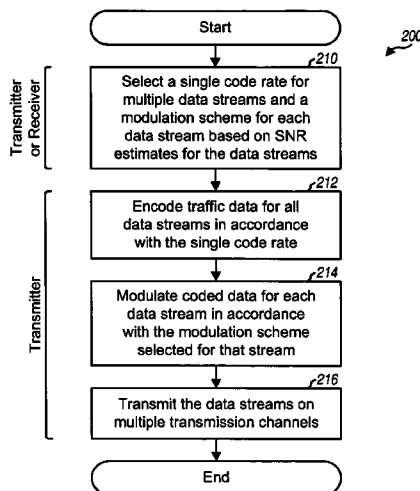 Start
200
210
Select a single code rate for
multiple data streams and a
modulation scheme for each
data stream based on SNR
estimates for the data streams
Transmitter
or Receiver
212
Encode traffic data for all
data streams in accordance
with the single code rate
214
Modulate coded data for each
data stream in accordance
with the modulation scheme
selected for that stream
Transmitter
216
Transmit the data streams on
multiple transmission channels
End